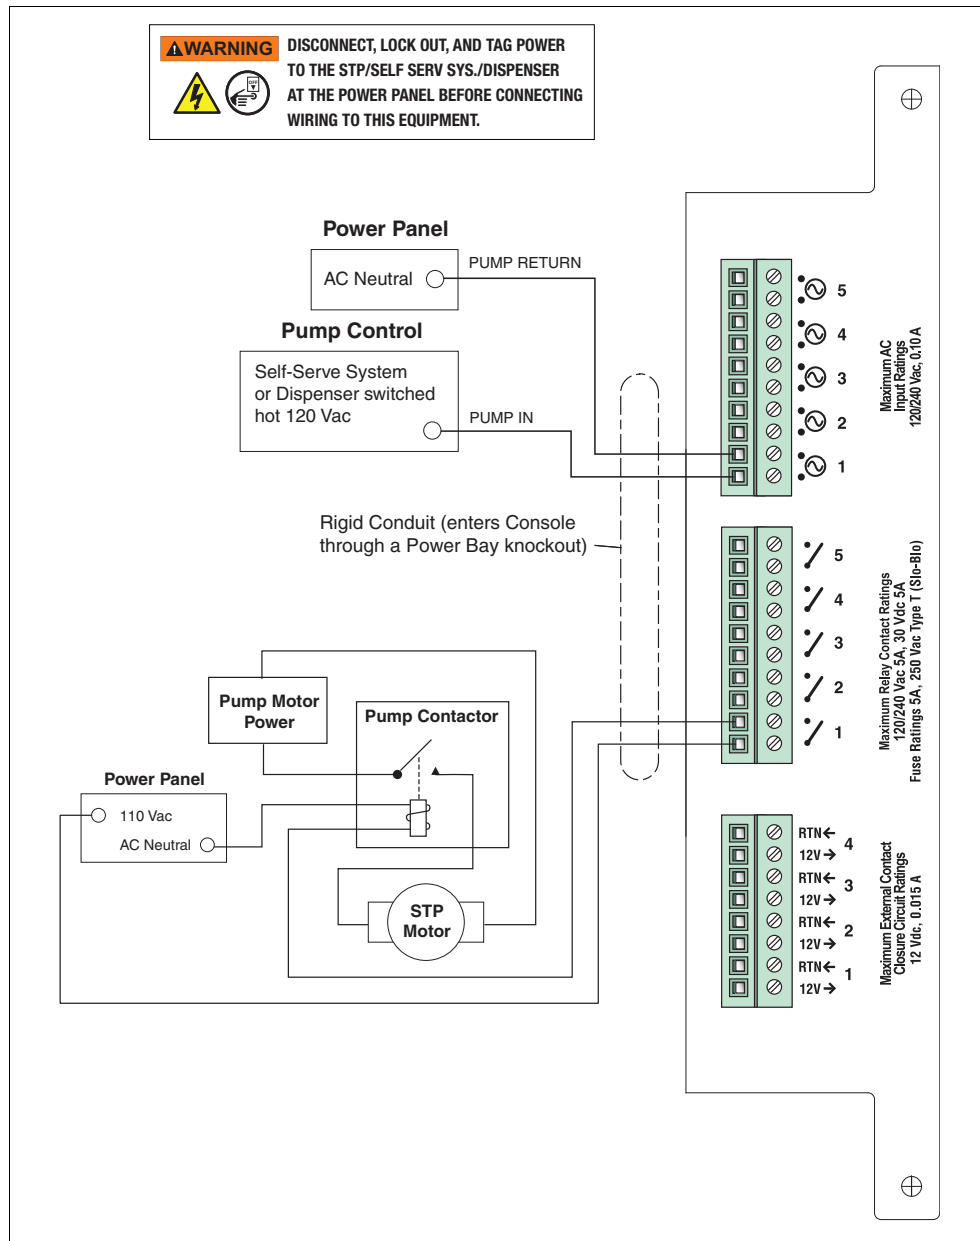 WARNING
DISCONNECT, LOCK OUT, AND TAG POWER
TO THE STP/SELF SERV SYS./DISPENSER
AT THE POWER PANEL BEFORE CONNECTING
WIRING TO THIS EQUIPMENT.
OFF
Power Panel
AC Neutral
PUMP RETURN
Pump Control
Self-Serve System
or Dispenser switched
hot 120 Vac
PUMP IN
Rigid Conduit (enters Console
through a Power Bay knockout)
5
4
3
2
1
Maximum AC
Input Ratings
120/240 Vac, 0.10 A
5
4
3
2
1
Maximum Relay Contact Ratings
120/240 Vac 5A, 30 Vdc 5A
Fuse Ratings 5A, 250 Vac Type T (Slo-Blo)
Pump Motor
Power
Pump Contactor
Power Panel
110 Vac
AC Neutral
STP
Motor
RTN←
4
12V→
RTN←
3
12V→
RTN←
2
12V→
RTN←
1
12V→
Maximum External Contact
Closure Circuit Ratings
12 Vdc, 0.015 A